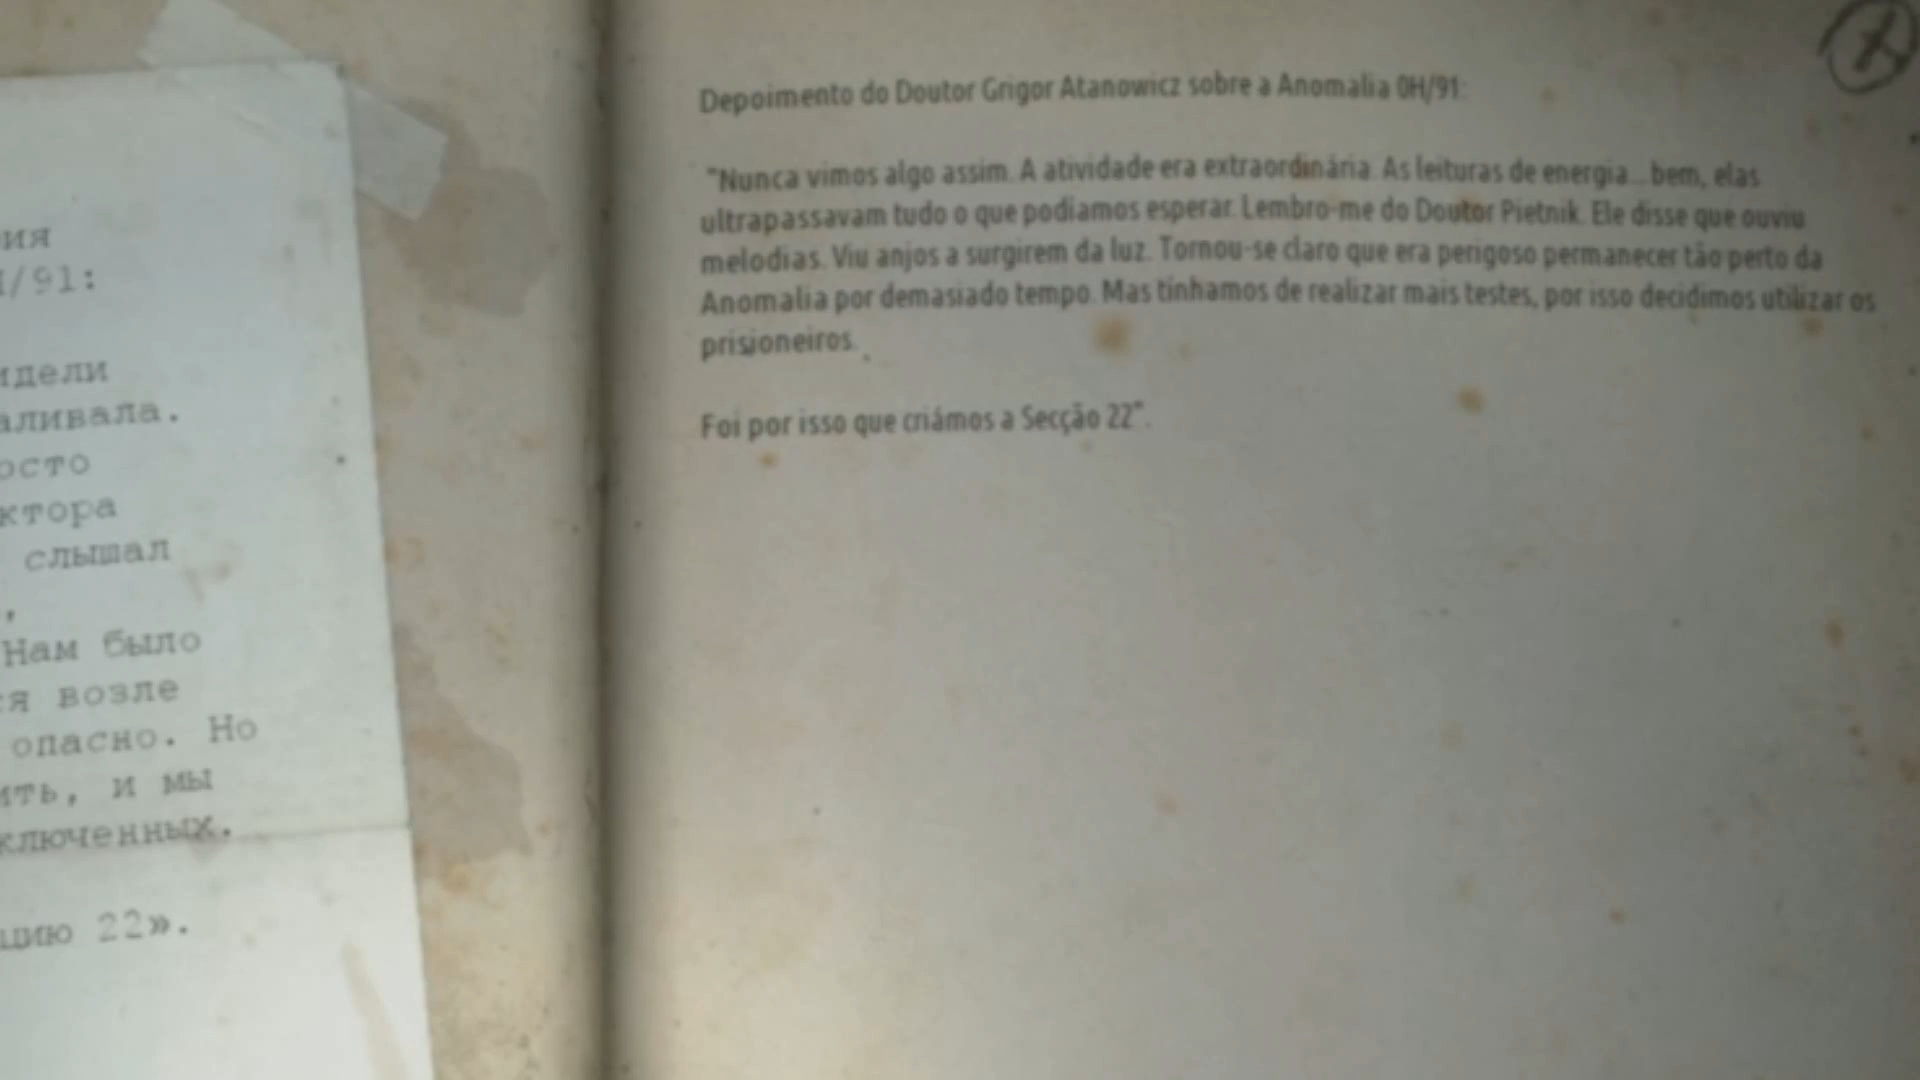 ия
/91:
идели
аливала.
осто
ктора
слышал
,
Нам было
ся возле
опасно. Но
ить, и мы
ключенных.
цию 22».
Depoimento do Doutor Grigor Atanowicz sobre a Anomalia 0H/91:
"Nunca vimos algo assim. A atividade era extraordinária. As leituras de energia... bem, elas
ultrapassavam tudo o que podíamos esperar. Lembro-me do Doutor Pietnik. Ele disse que ouviu
melodias. Viu anjos a surgirem da luz. Tornou-se claro que era perigoso permanecer tão perto da
Anomalia por demasiado tempo. Mas tínhamos de realizar mais testes, por isso decidimos utilizar os
prisioneiros.
Foi por isso que criámos a Secção 22".